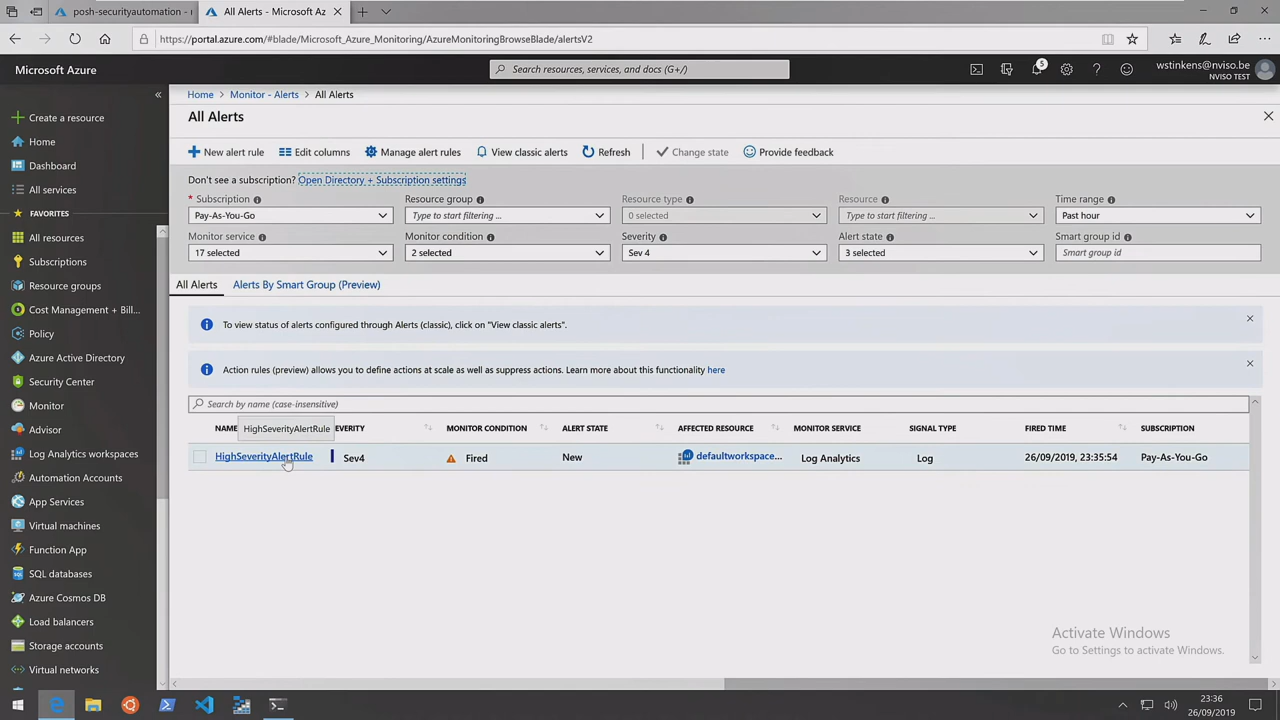 posh-securityautomation -
All Alerts - Microsoft Az
https://portal.azure.com/#blade/Microsoft_Azure_Monitoring/AzureMonitoringBrowseBlade/alertsV2
Microsoft Azure
Search resources, services, and docs (G+/)
5
wstinkens@nviso.be
NVISO TEST
Create a resource
Home
Dashboard
All services
FAVORITES
All resources
Subscriptions
Resource groups
Cost Management + Bill...
Policy
Azure Active Directory
Security Center
Monitor
Advisor
Log Analytics workspaces
Automation Accounts
App Services
Virtual machines
Function App
SQL databases
Azure Cosmos DB
Load balancers
Storage accounts
Virtual networks
Home > Monitor - Alerts > All Alerts
All Alerts
New alert rule Edit columns Manage alert rules View classic alerts Refresh Change state Provide feedback
Don't see a subscription? Open Directory + Subscription settings
* Subscription Resource group Resource type Resource Time range
Pay-As-You-Go Type to start filtering ... 0 selected Type to start filtering ... Past hour
Monitor service Monitor condition Severity Alert state Smart group id
17 selected 2 selected Sev 4 3 selected Smart group id
All Alerts Alerts By Smart Group (Preview)
To view status of alerts configured through Alerts (classic), click on "View classic alerts".
Action rules (preview) allows you to define actions at scale as well as suppress actions. Learn more about this functionality here
Search by name (case-insensitive)
NAME HighSeverityAlertRule EVERITY MONITOR CONDITION ALERT STATE AFFECTED RESOURCE MONITOR SERVICE SIGNAL TYPE FIRED TIME SUBSCRIPTION
HighSeverityAlertRule Sev4 Fired New defaultworkspace... Log Analytics Log 26/09/2019, 23:35:54 Pay-As-You-Go
Activate Windows
Go to Settings to activate Windows.
23:36
26/09/2019